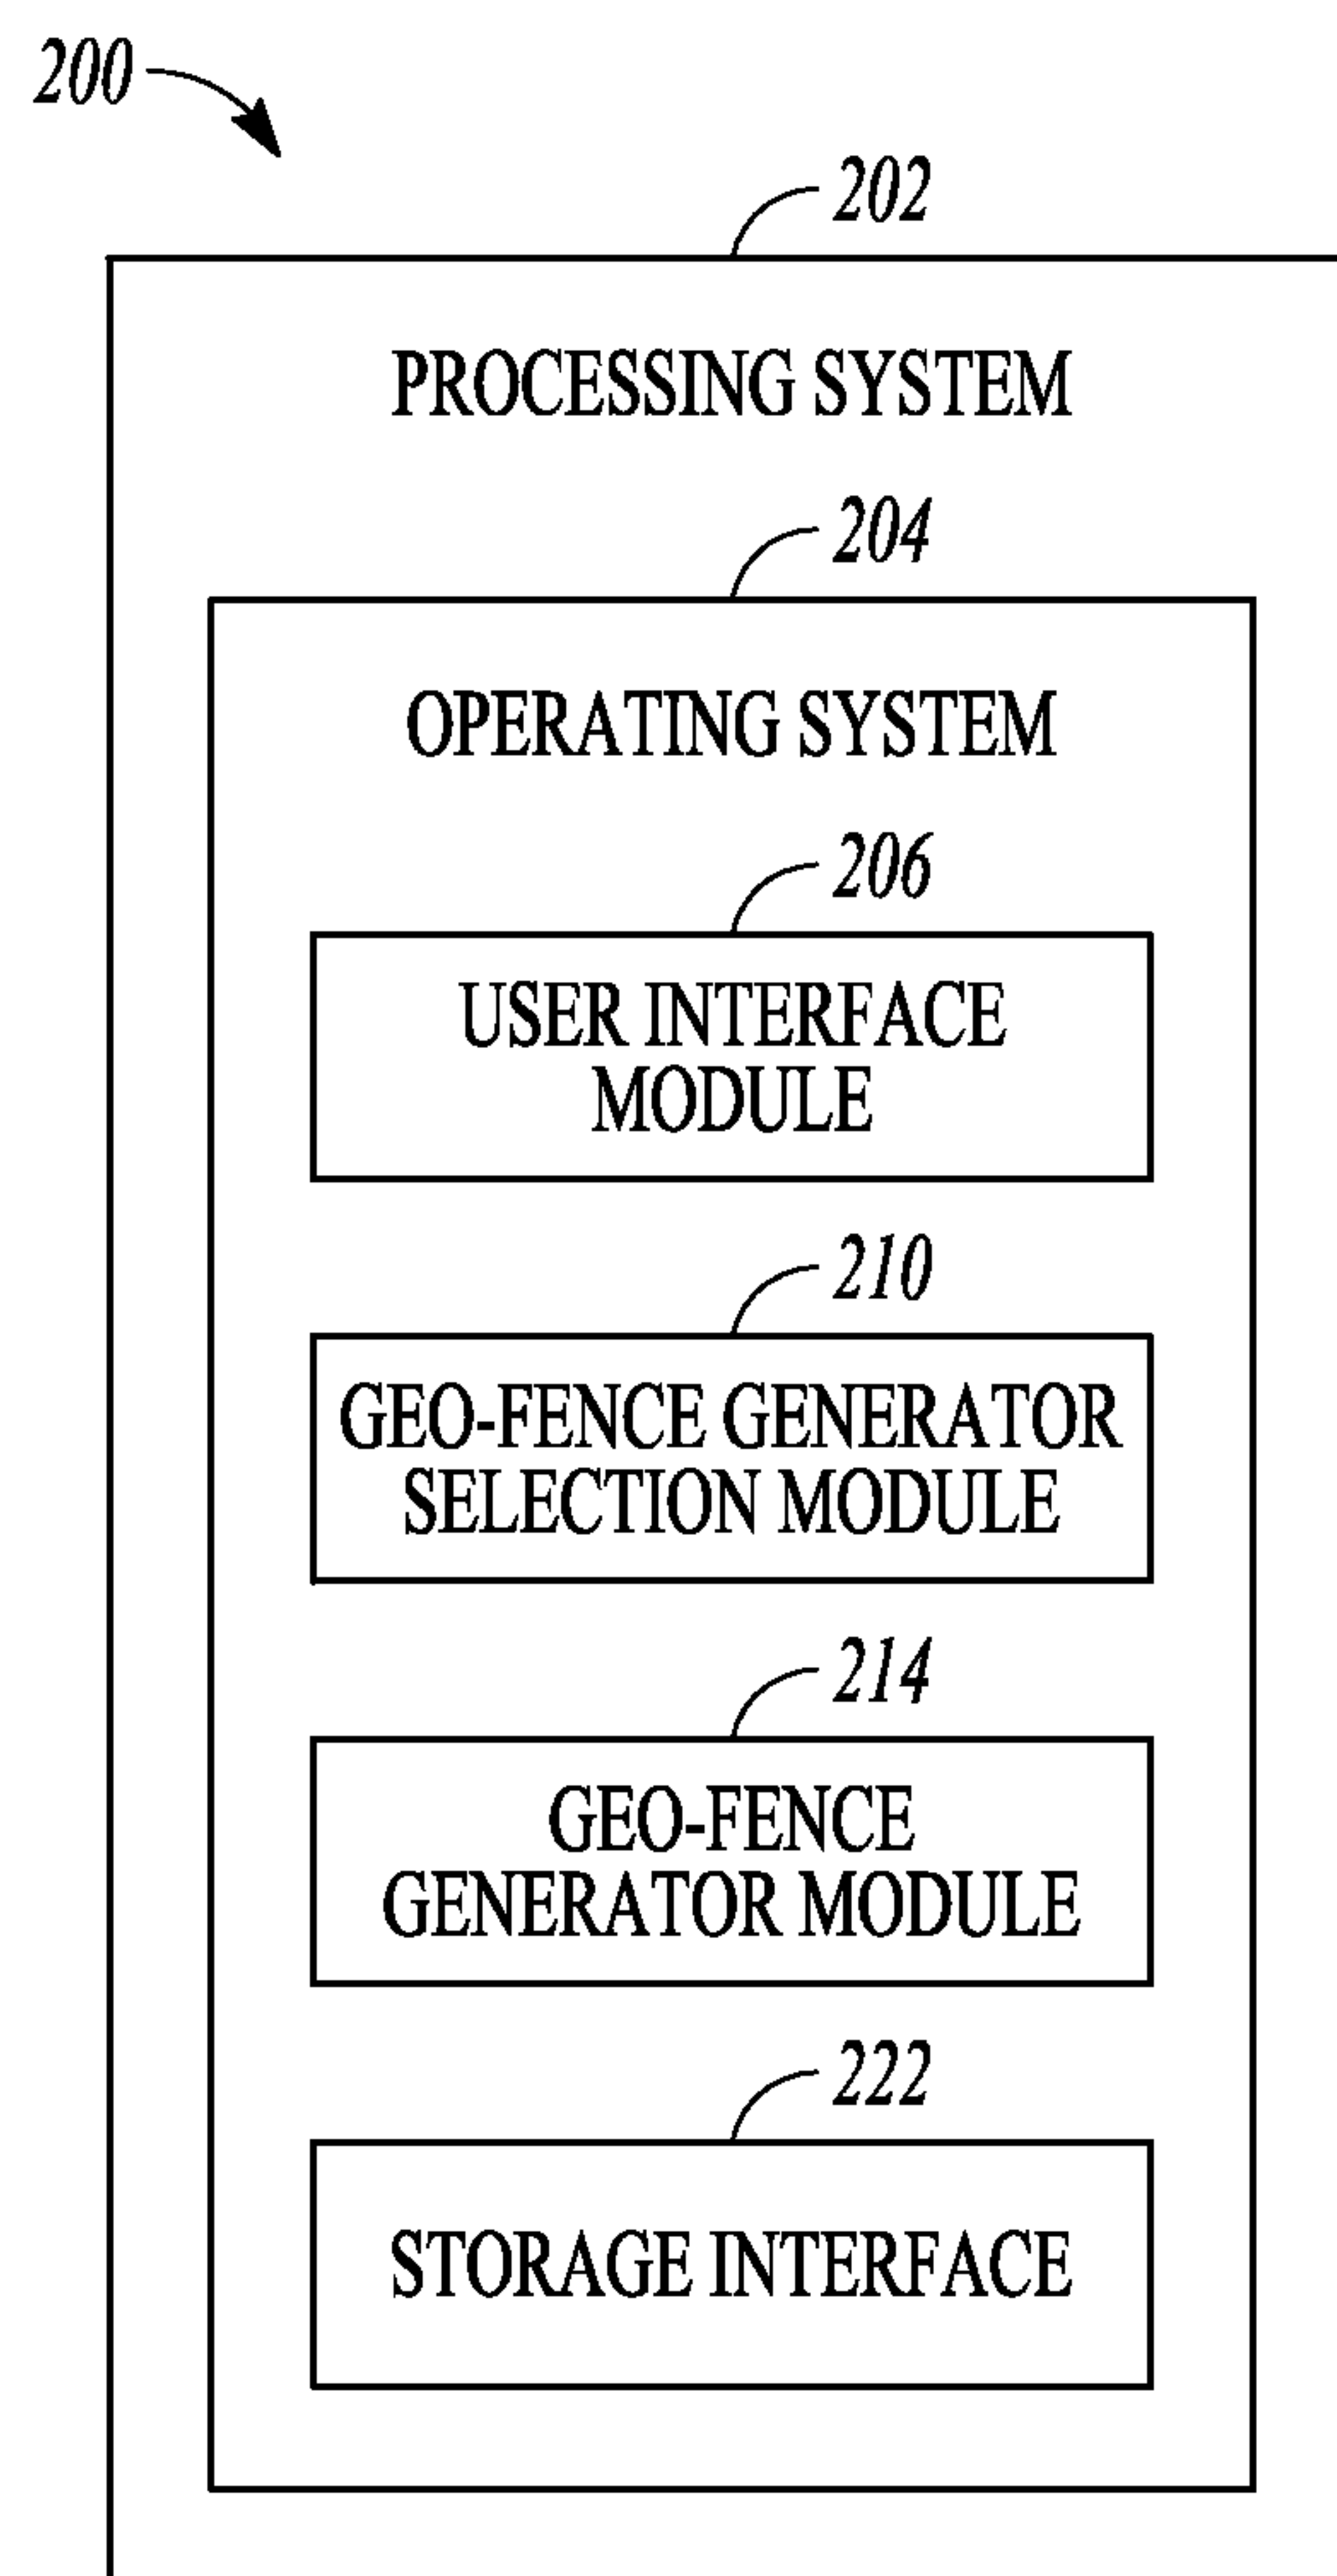 200
202
PROCESSING SYSTEM
204
OPERATING SYSTEM
206
USER INTERFACE
MODULE
210
GEO-FENCE GENERATOR
SELECTION MODULE
214
GEO-FENCE
GENERATOR MODULE
222
STORAGE INTERFACE